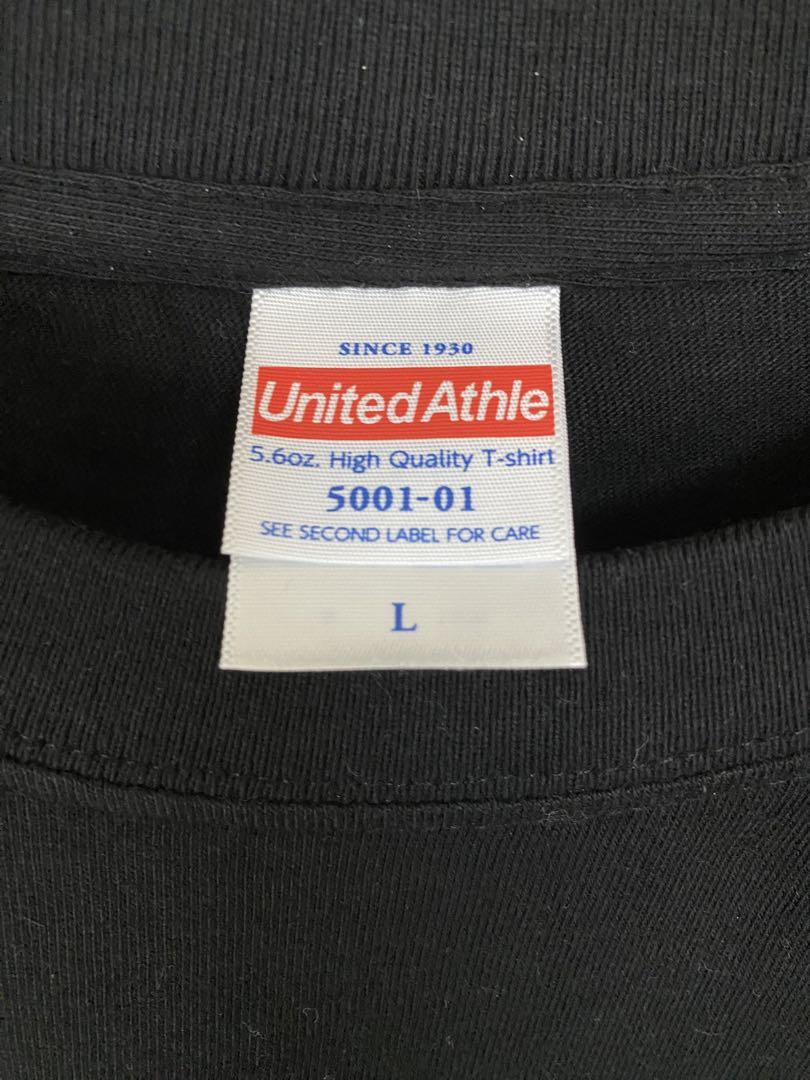 SINCE 1930
United Athle
5.6oz. High Quality T-shirt
5001-01
SEE SECOND LABEL FOR CARE
L